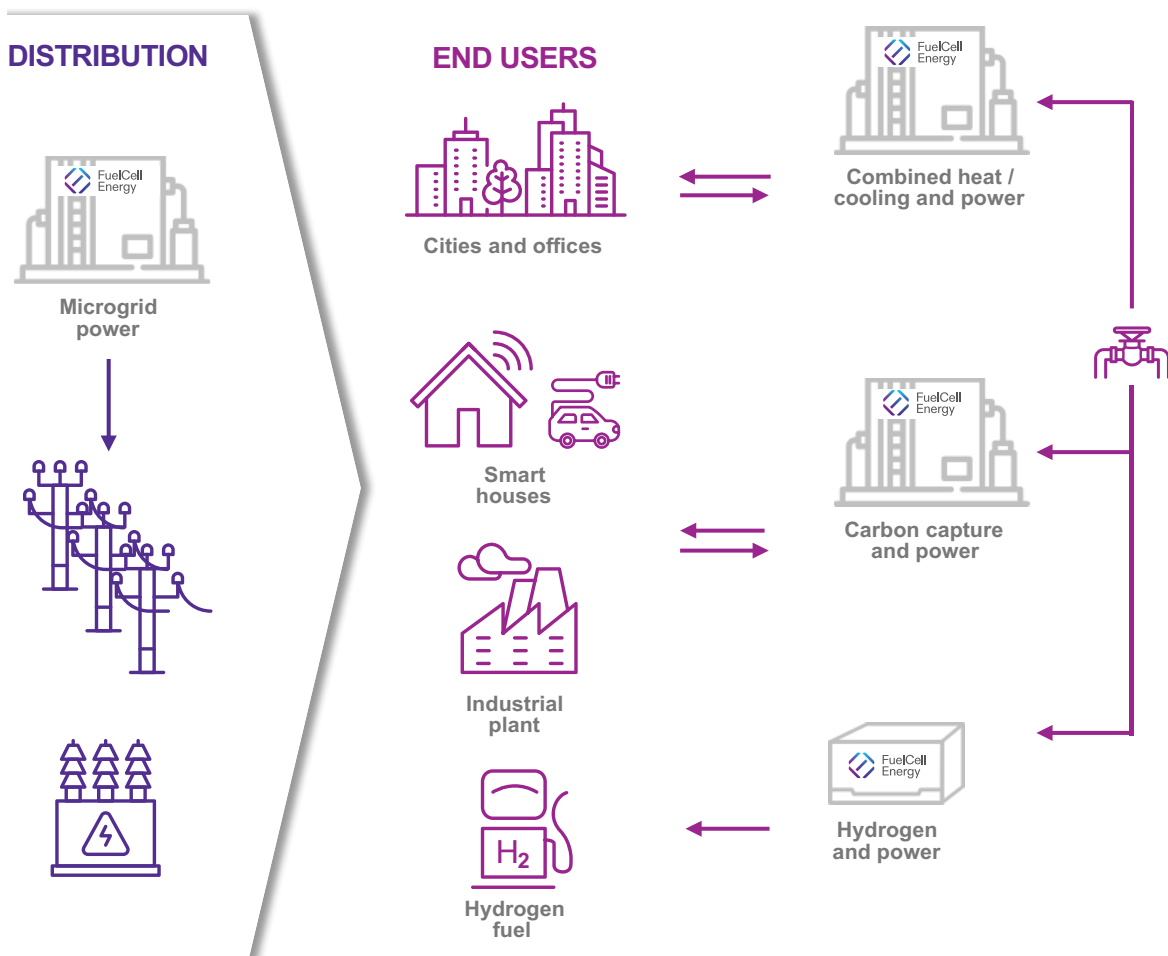 DISTRIBUTION
FuelCell
Energy
Microgrid
power
END USERS
Cities and offices
Smart
houses
Industrial
plant
H₂
Hydrogen
fuel
FuelCell
Energy
Combined heat /
cooling and power
FuelCell
Energy
Carbon capture
and power
FuelCell
Energy
Hydrogen
and power